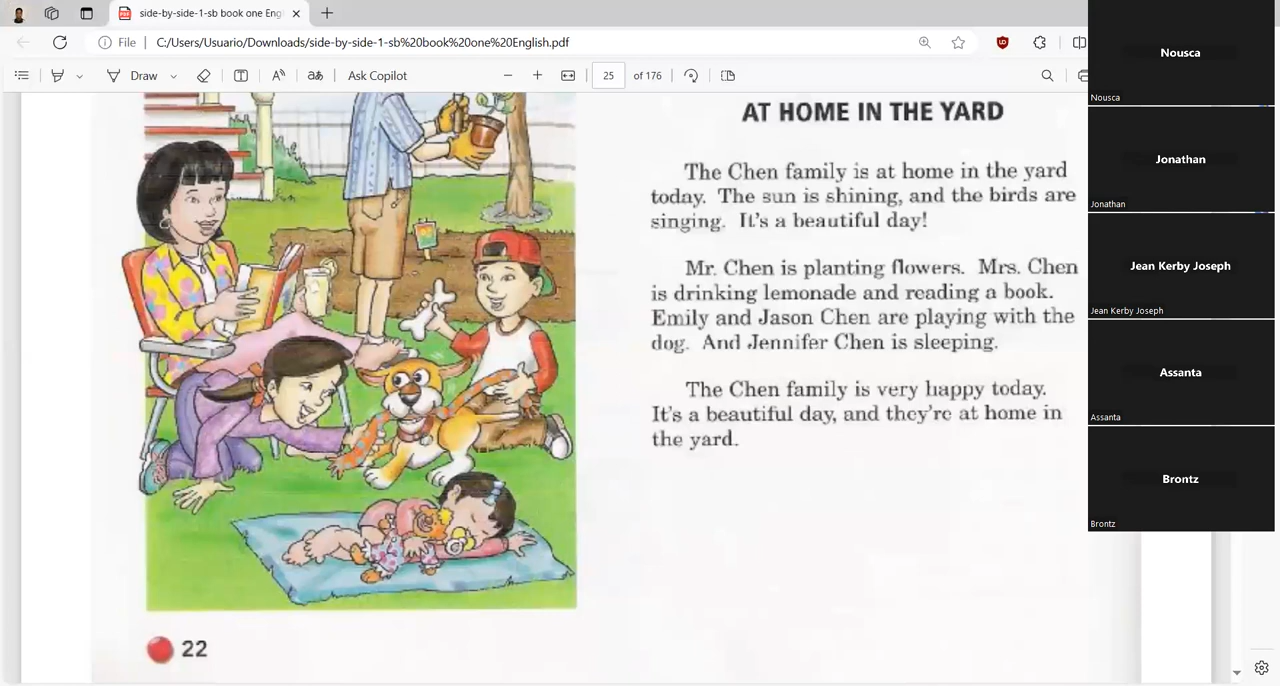 side-by-side-1-sb book one Eng
File
C:/Users/Usuario/Downloads/side-by-side-1-sb%20book%20one%20English.pdf
Draw
Ask Copilot
25
of 176
AT HOME IN THE YARD
The Chen family is at home in the yard
today. The sun is shining, and the birds are
singing. It's a beautiful day!
Mr. Chen is planting flowers. Mrs. Chen
is drinking lemonade and reading a book.
Emily and Jason Chen are playing with the
dog. And Jennifer Chen is sleeping.
The Chen family is very happy today.
It's a beautiful day, and they're at home in
the yard.
22
Nousca
Nousca
Jonathan
Jonathan
Jean Kerby Joseph
Jean Kerby Joseph
Assanta
Assanta
Brontz
Brontz